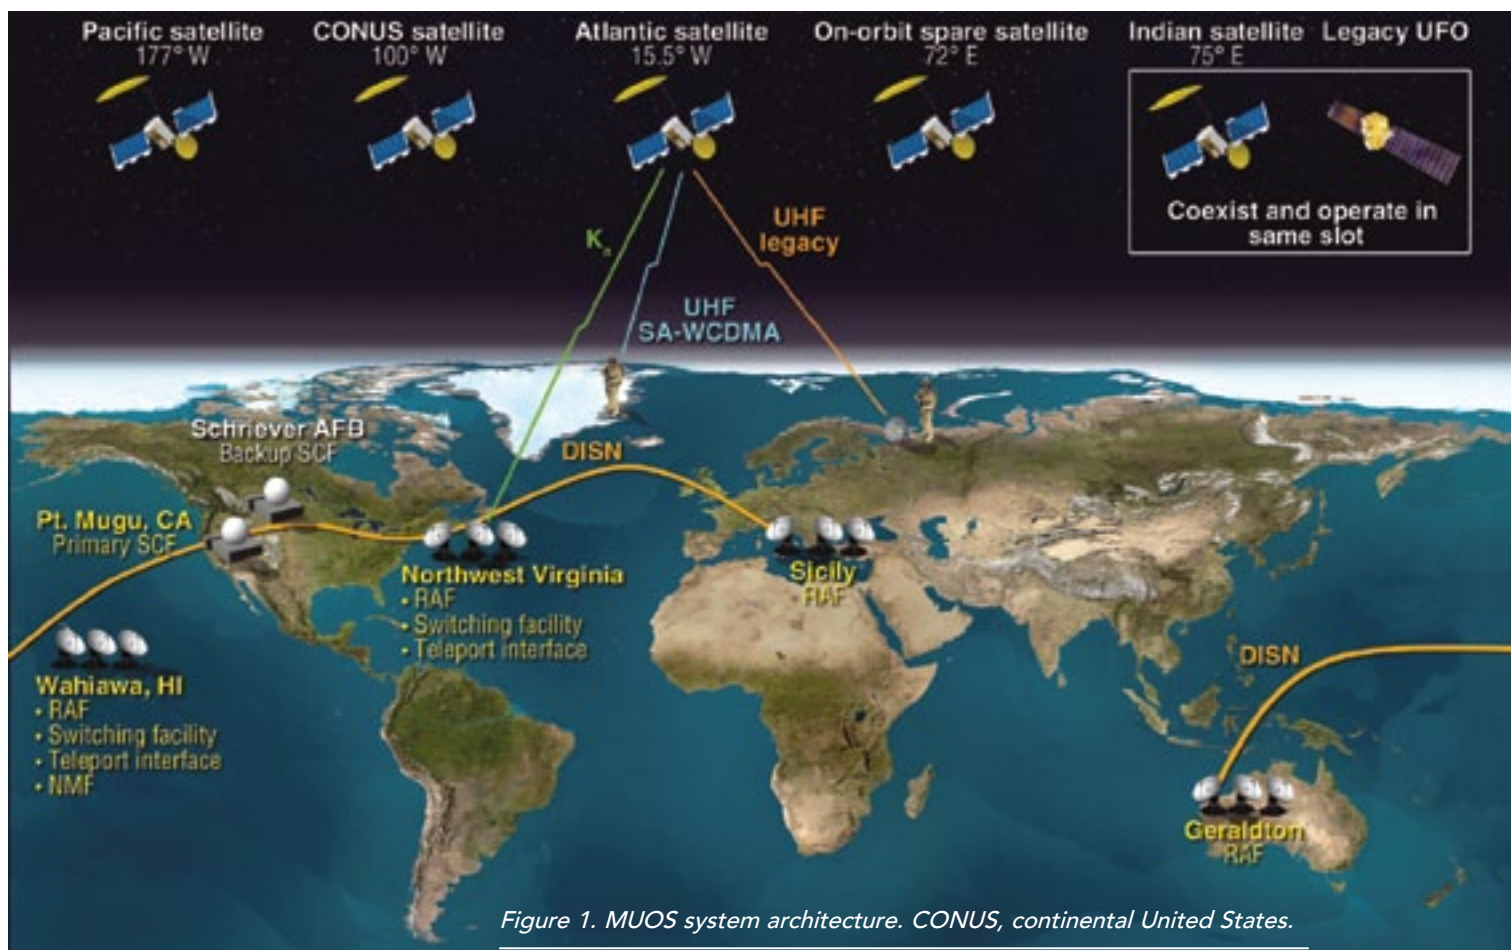 Pacific satellite
177° W
CONUS satellite
100° W
Atlantic satellite
15.5° W
On-orbit spare satellite
72° E
Indian satellite
75° E
Legacy UFO
Coexist and operate in
same slot
Ka
UHF
legacy
UHF
SA-WCDMA
Schriever AFB
Backup SCF
DISN
Pt. Mugu, CA
Primary SCF
Northwest Virginia
• RAF
• Switching facility
• Teleport interface
Sicily
RAF
Wahiawa, HI
• RAF
• Switching facility
• Teleport interface
• NMF
DISN
Geraldton
RAF
Figure 1. MUOS system architecture. CONUS, continental United States.